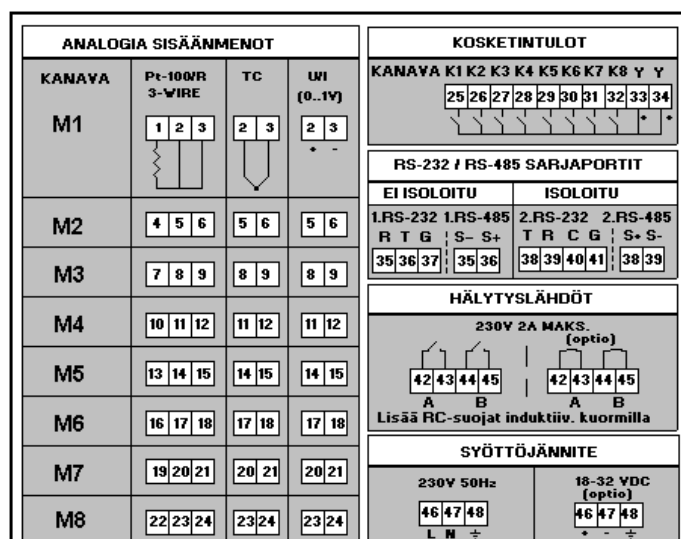 ANALOGIA SISÄÄNMENOT
KANAVA Pt-100/R 3-WIRE TC U/I (0..1V)
M1 1 2 3 2 3 2 3
+ -
M2 4 5 6 5 6 5 6
M3 7 8 9 8 9 8 9
M4 10 11 12 11 12 11 12
M5 13 14 15 14 15 14 15
M6 16 17 18 17 18 17 18
M7 19 20 21 20 21 20 21
M8 22 23 24 23 24 23 24
KOSKETINTULOT
KANAVA K1 K2 K3 K4 K5 K6 K7 K8 Y Y
25 26 27 28 29 30 31 32 33 34
+ +
RS-232 / RS-485 SARJAPORTIT
EI ISOLOITU ISOLOITU
1.RS-232 1.RS-485 2.RS-232 2.RS-485
R T G S- S+ T R C G S+ S-
35 36 37 35 36 38 39 40 41 38 39
HÄLYTYSLÄHDÖT
230V 2A MAKS.
(optio)
42 43 44 45 42 43 44 45
A B A B
Lisää RC-suojat induktiiv. kuormilla
SYÖTTÖJÄNNITE
230V 50Hz 18-32 VDC
(optio)
46 47 48 46 47 48
L N ⏚ + - ⏚